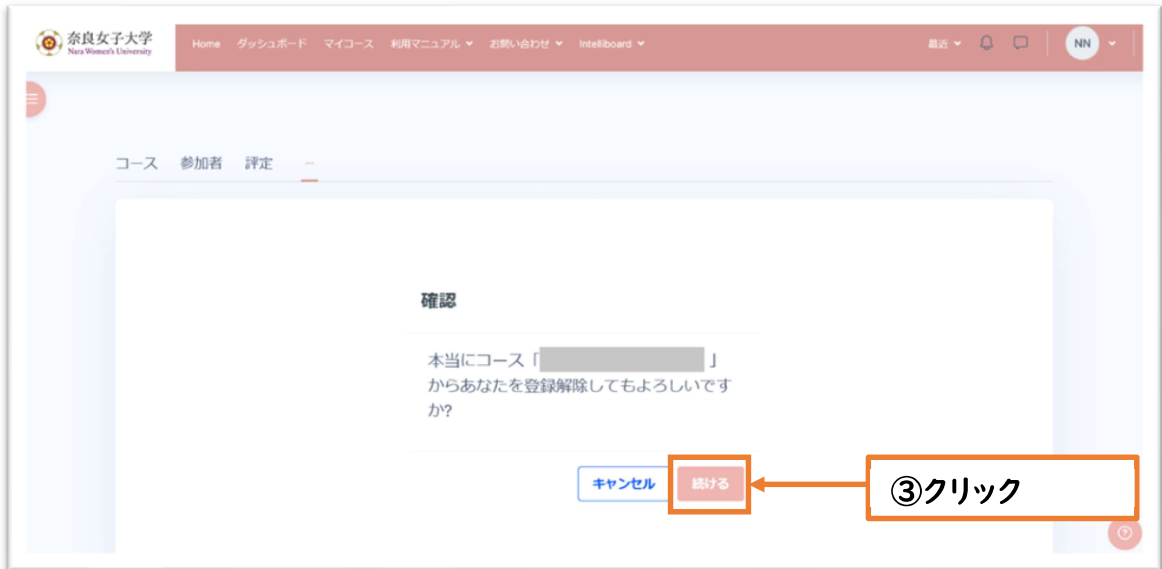 奈良女子大学
Nara Women's University
Home ダッシュボード マイコース 利用マニュアル お問い合わせ Intelliboard 最近 NN
コース 参加者 評定
確認
本当にコース「 」
からあなたを登録解除してもよろしいです
か?
キャンセル 続ける
③クリック